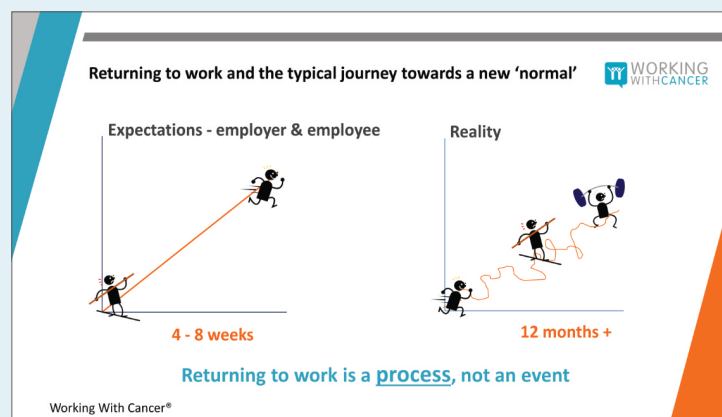 Returning to work and the typical journey towards a new ‘normal’
WORKING
WITHCANCER
Expectations - employer & employee
Reality
4 - 8 weeks
12 months +
Returning to work is a process, not an event
Working With Cancer®